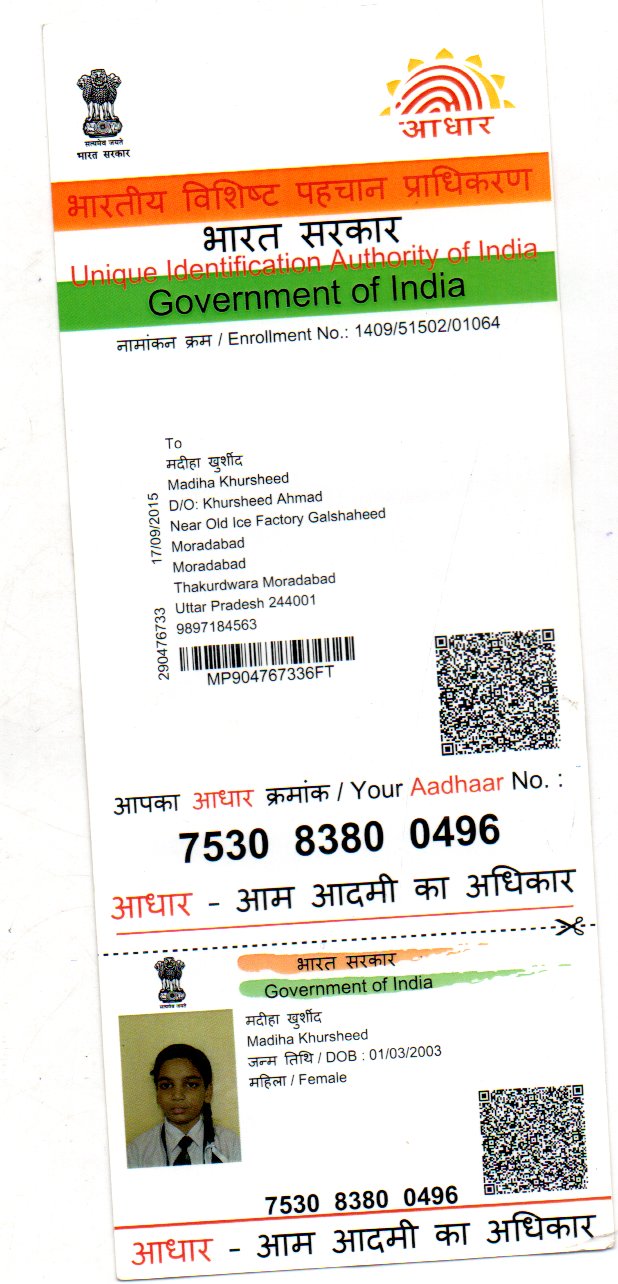 सत्यमेव जयते
भारत सरकार
आधार
भारतीय विशिष्ट पहचान प्राधिकरण
भारत सरकार
Unique Identification Authority of India
Government of India
नामांकन क्रम / Enrollment No.: 1409/51502/01064
To
मदीहा खुर्शीद
Madiha Khursheed
D/O: Khursheed Ahmad
Near Old Ice Factory Galshaheed
Moradabad
Moradabad
Thakurdwara Moradabad
Uttar Pradesh 244001
9897184563
17/09/2015
290476733
MP904767336FT
आपका आधार क्रमांक / Your Aadhaar No. :
7530 8380 0496
आधार - आम आदमी का अधिकार
भारत सरकार
Government of India
सत्यमेव जयते
मदीहा खुर्शीद
Madiha Khursheed
जन्म तिथि / DOB : 01/03/2003
महिला / Female
7530 8380 0496
आधार - आम आदमी का अधिकार